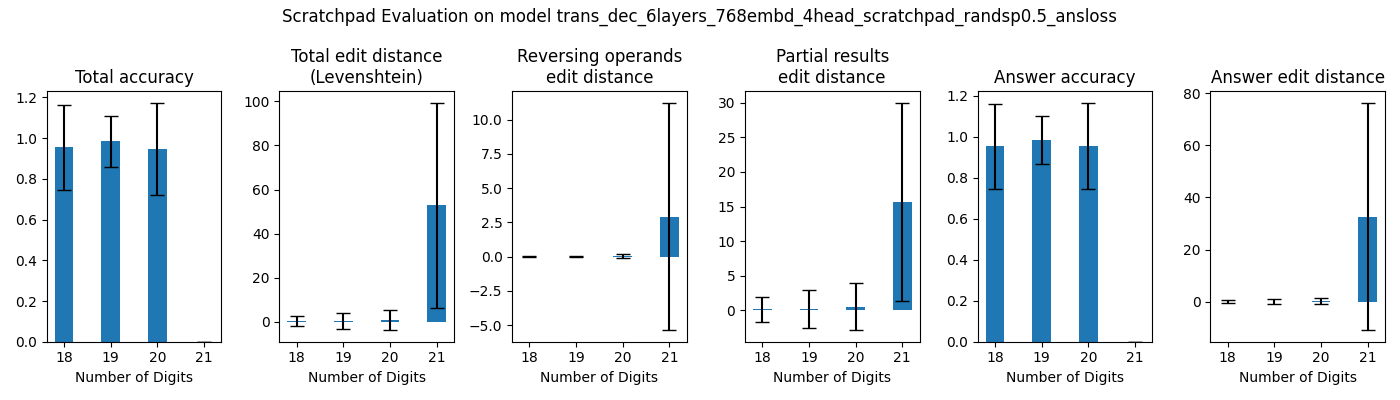 Scratchpad Evaluation on model trans_dec_6layers_768embd_4head_scratchpad_randsp0.5_ansloss
Total accuracy
1.2
1.0
0.8
0.6
0.4
0.2
0.0
18 19 20 21
Number of Digits
Total edit distance
(Levenshtein)
100
80
60
40
20
0
18 19 20 21
Number of Digits
Reversing operands
edit distance
10.0
7.5
5.0
2.5
0.0
−2.5
−5.0
18 19 20 21
Number of Digits
Partial results
edit distance
30
25
20
15
10
5
0
18 19 20 21
Number of Digits
Answer accuracy
1.2
1.0
0.8
0.6
0.4
0.2
0.0
18 19 20 21
Number of Digits
Answer edit distance
80
60
40
20
0
18 19 20 21
Number of Digits